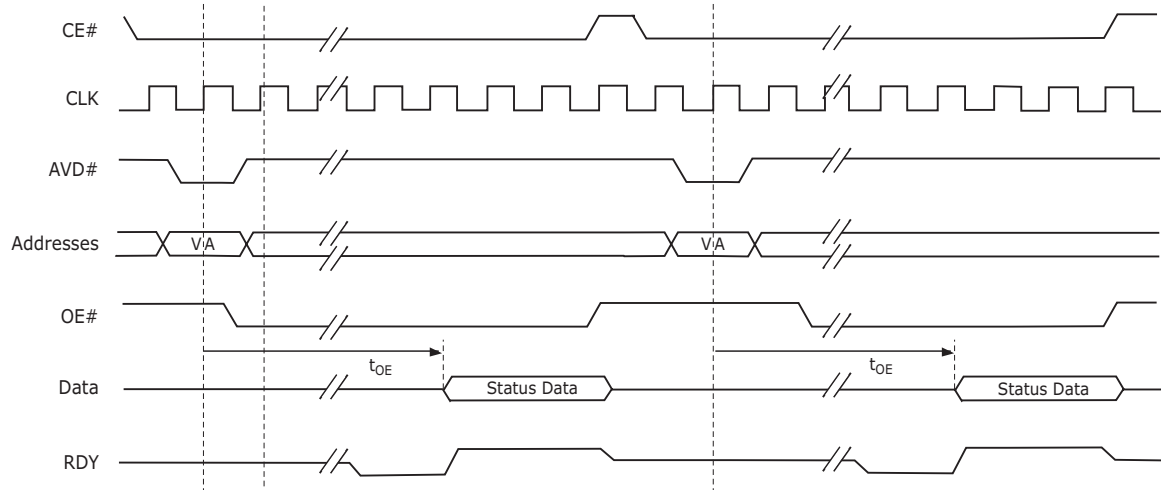 CE#
CLK
AVD#
Addresses VA VA
OE#
tOE tOE
Data Status Data Status Data
RDY